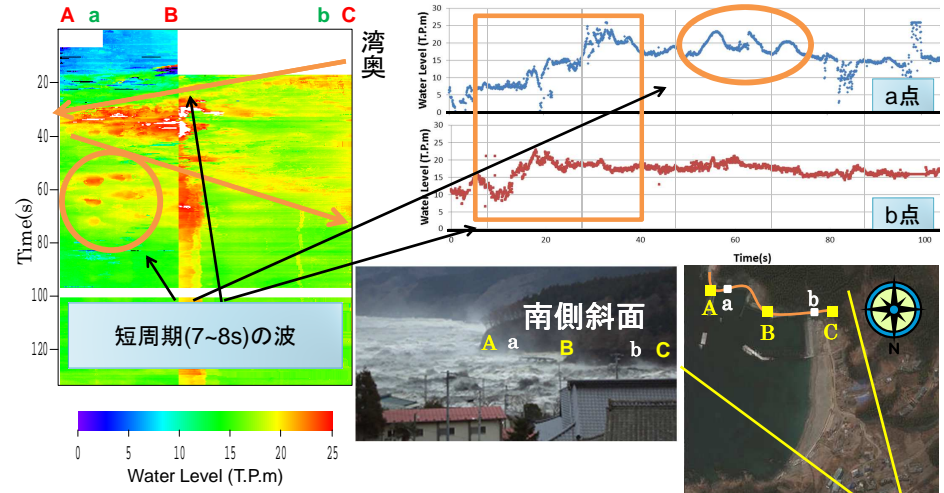 A a B b C
湾奥
20
40
60
80
100
120
Time(s)
短周期(7~8s)の波
0 5 10 15 20 25
Water Level (T.P.m)
Water Level (T.P.m)
30
25
20
15
10
5
0
a点
Water Level (T.P.m)
30
25
20
15
10
5
0
b点
0 20 40 60 80 100
Time(s)
南側斜面
A a B b C
A a B b C
N